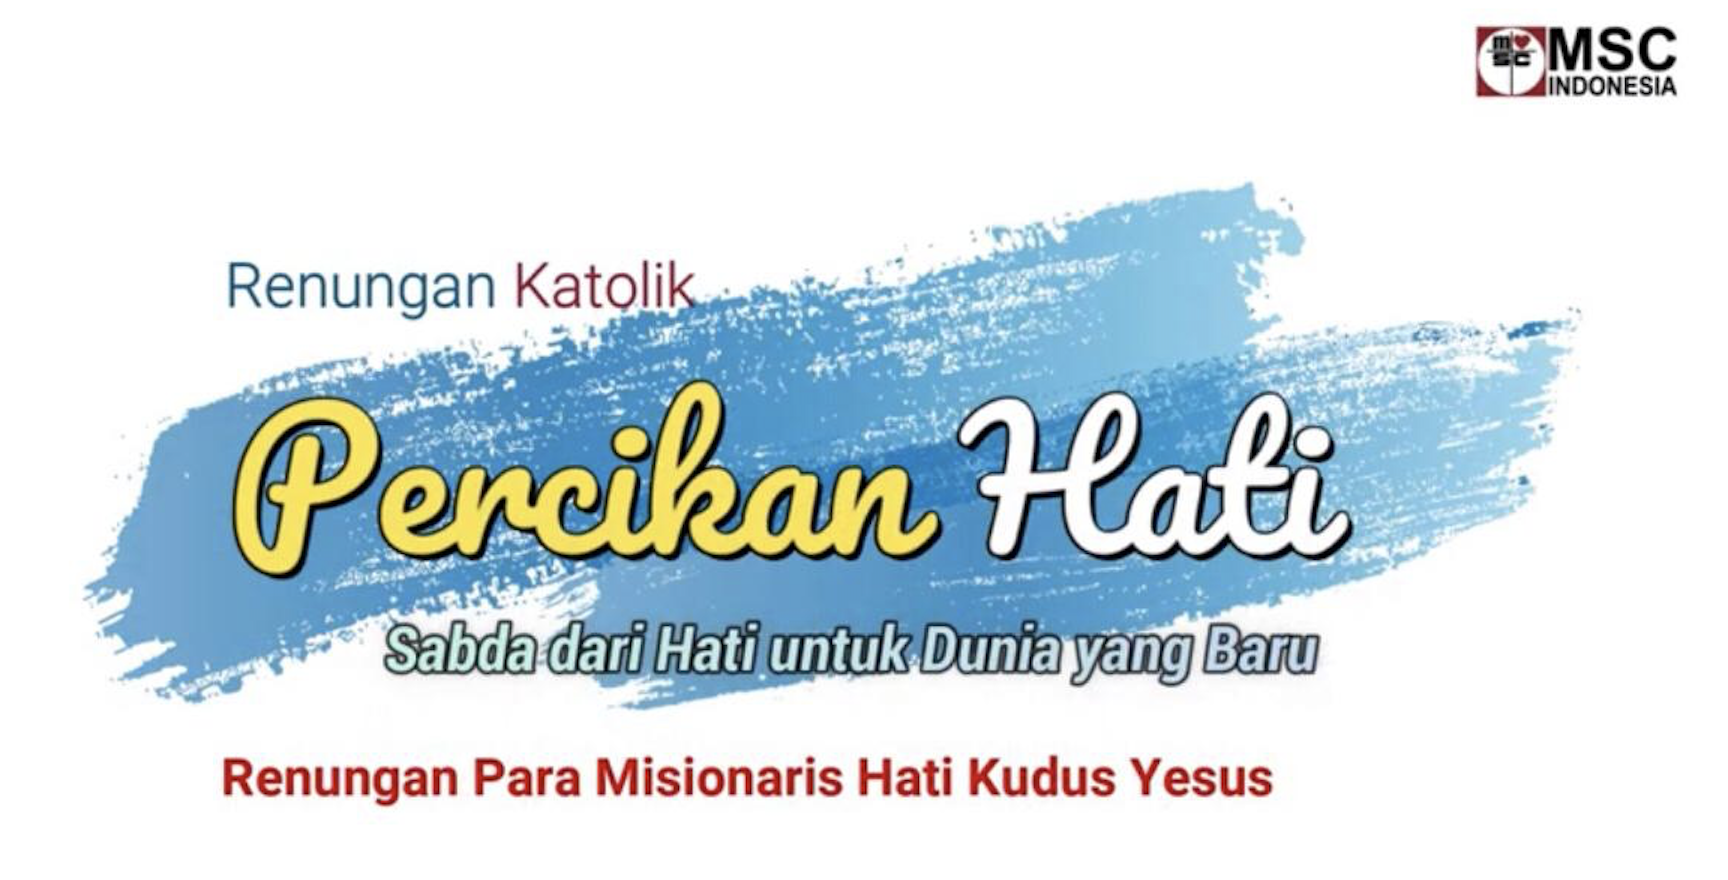 msc
MSC
INDONESIA
Renungan Katolik
Percikan Hati
Sabda dari Hati untuk Dunia yang Baru
Renungan Para Misionaris Hati Kudus Yesus